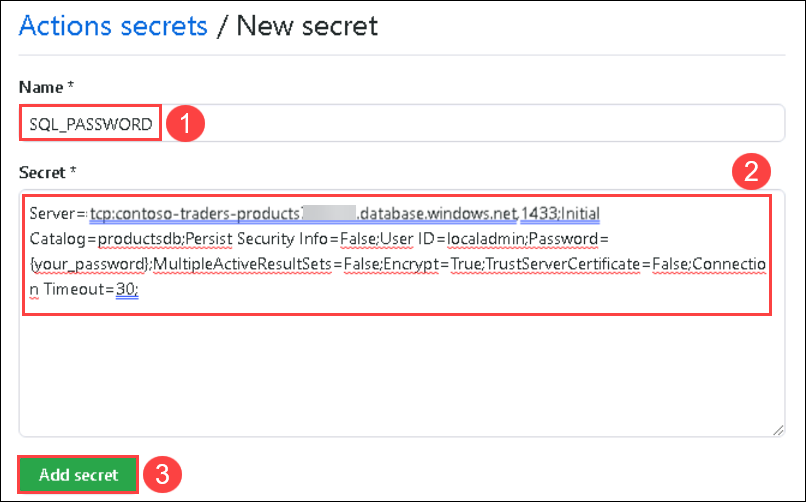 Actions secrets / New secret
Name *
SQL_PASSWORD 1
Secret * 2
Server=tcp:contoso-traders-products .database.windows.net,1433;Initial
Catalog=productsdb;Persist Security Info=False;User ID=localadmin;Password=
{your_password};MultipleActiveResultSets=False;Encrypt=True;TrustServerCertificate=False;Connectio
n Timeout=30;
Add secret 3